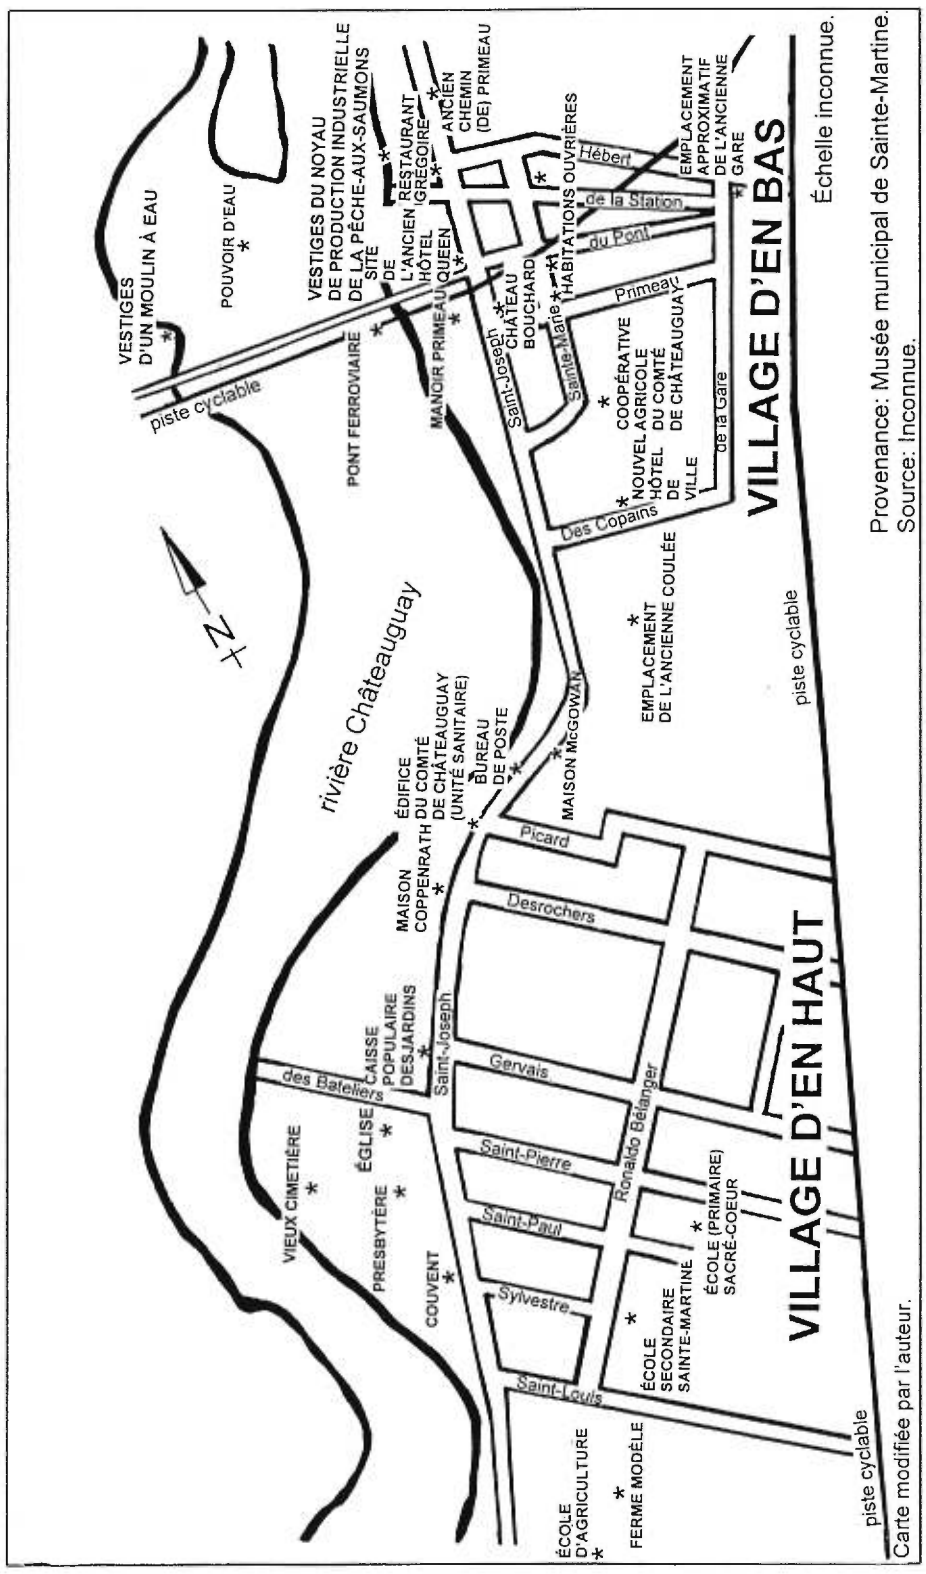 VESTIGES
D'UN MOULIN À EAU
POUVOIR D'EAU
piste cyclable
PONT FERROVIAIRE
VESTIGES DU NOYAU
DE PRODUCTION INDUSTRIELLE
DE LA PÊCHE-AUX-SAUMONS
SITE
DE
L'ANCIEN RESTAURANT
HÔTEL IGRÉGOIRE
QUEEN
MANOIR PRIMEAU
ANCIEN
CHEMIN
(DE) PRIMEAU
CHÂTEAU
BOUCHARD
HABITATIONS OUVRIÈRES
Saint-Joseph
Sainte-Marie
Hébert
de la Station
du Pont
Primeau
de la Gare
Des Copains
EMPLACEMENT
APPROXIMATIF
DE L'ANCIENNE
GARE
COOPÉRATIVE
AGRICOLE
DU COMTÉ
DE CHÂTEAUGUAY
NOUVEL
HÔTEL
DE
VILLE
VILLAGE D'EN BAS
N
rivière Châteauguay
EMPLACEMENT
DE L'ANCIENNE COULÉE
piste cyclable
MAISON McGOWAN
BUREAU
DE POSTE
ÉDIFICE
DU COMTÉ
DE CHÂTEAUGUAY
(UNITÉ SANITAIRE)
MAISON
COPPENRATH
Picard
Desrochers
CAISSE
POPULAIRE
DESJARDINS
Saint-Joseph
des Bateliers
Gervais
Ronaldo Bélanger
ÉGLISE
VIEUX CIMETIÈRE
PRESBYTÈRE
COUVENT
Saint-Pierre
Saint-Paul
Sylvestre
Saint-Louis
ÉCOLE (PRIMAIRE)
SACRÉ-COEUR
ÉCOLE
SECONDAIRE
SAINTE-MARTINE
VILLAGE D'EN HAUT
ÉCOLE
D'AGRICULTURE
FERME MODÈLE
piste cyclable
Échelle inconnue.
Provenance: Musée municipal de Sainte-Martine.
Source: Inconnue.
Carte modifiée par l'auteur.